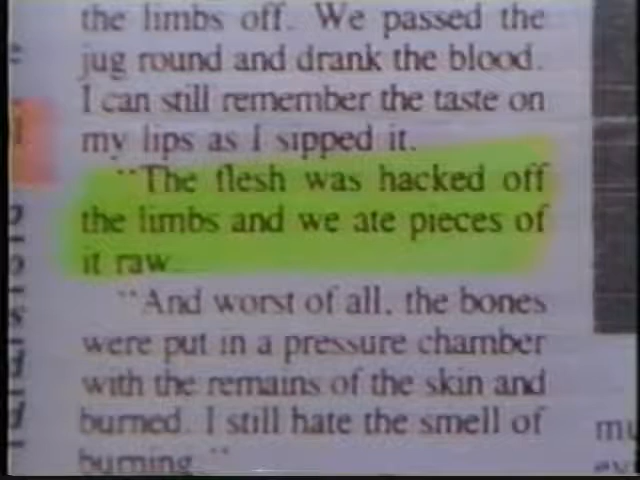 the limbs off. We passed the
jug round and drank the blood.
I can still remember the taste on
my lips as I sipped it.
"The flesh was hacked off
the limbs and we ate pieces of
it raw.
"And worst of all, the bones
were put in a pressure chamber
with the remains of the skin and
burned. I still hate the smell of
burning."